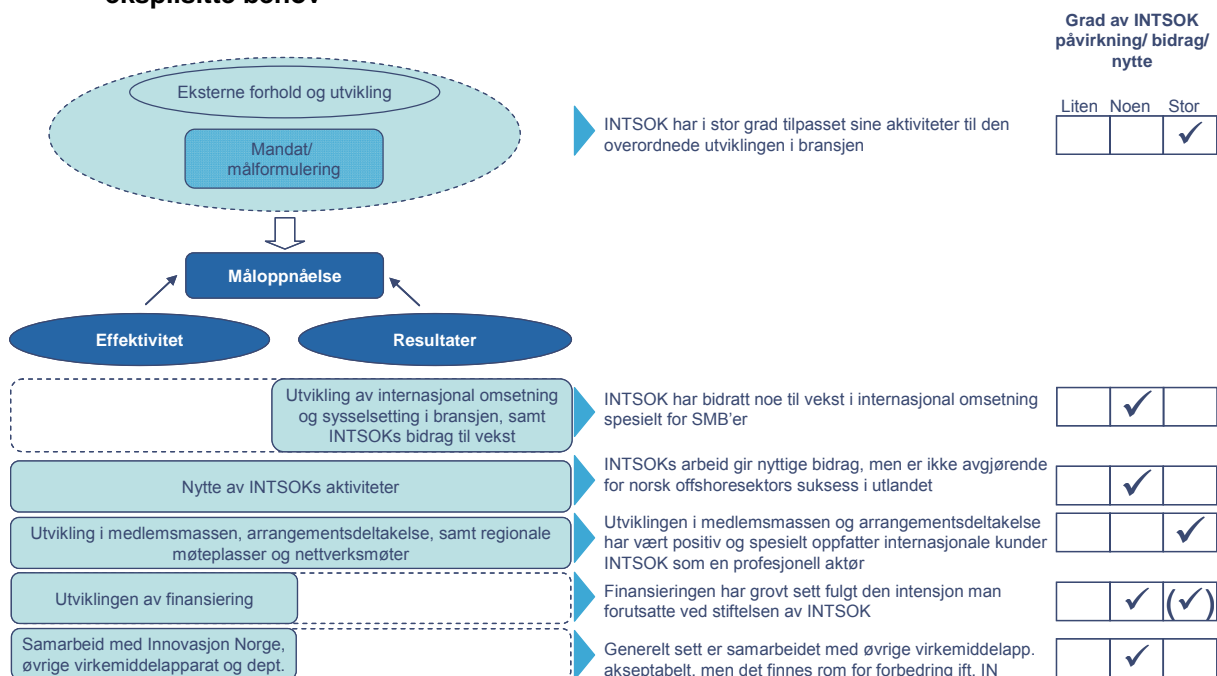 eksplisitte behov
Grad av INTSOK
påvirkning/ bidrag/
nytte
Liten Noen Stor
Eksterne forhold og utvikling
Mandat/
målformulering
INTSOK har i stor grad tilpasset sine aktiviteter til den
overordnede utviklingen i bransjen
✓
Måloppnåelse
Effektivitet
Resultater
Utvikling av internasjonal omsetning
og sysselsetting i bransjen, samt
INTSOKs bidrag til vekst
INTSOK har bidratt noe til vekst i internasjonal omsetning
spesielt for SMB'er
✓
Nytte av INTSOKs aktiviteter
INTSOKs arbeid gir nyttige bidrag, men er ikke avgjørende
for norsk offshoresektors suksess i utlandet
✓
Utvikling i medlemsmassen, arrangementsdeltakelse, samt regionale
møteplasser og nettverksmøter
Utviklingen i medlemsmassen og arrangementsdeltakelse
har vært positiv og spesielt oppfatter internasjonale kunder
INTSOK som en profesjonell aktør
✓
Utviklingen av finansiering
Finansieringen har grovt sett fulgt den intensjon man
forutsatte ved stiftelsen av INTSOK
✓ (✓)
Samarbeid med Innovasjon Norge,
øvrige virkemiddelapparat og dept.
Generelt sett er samarbeidet med øvrige virkemiddelapp.
akseptabelt, men det finnes rom for forbedring ift. IN
✓